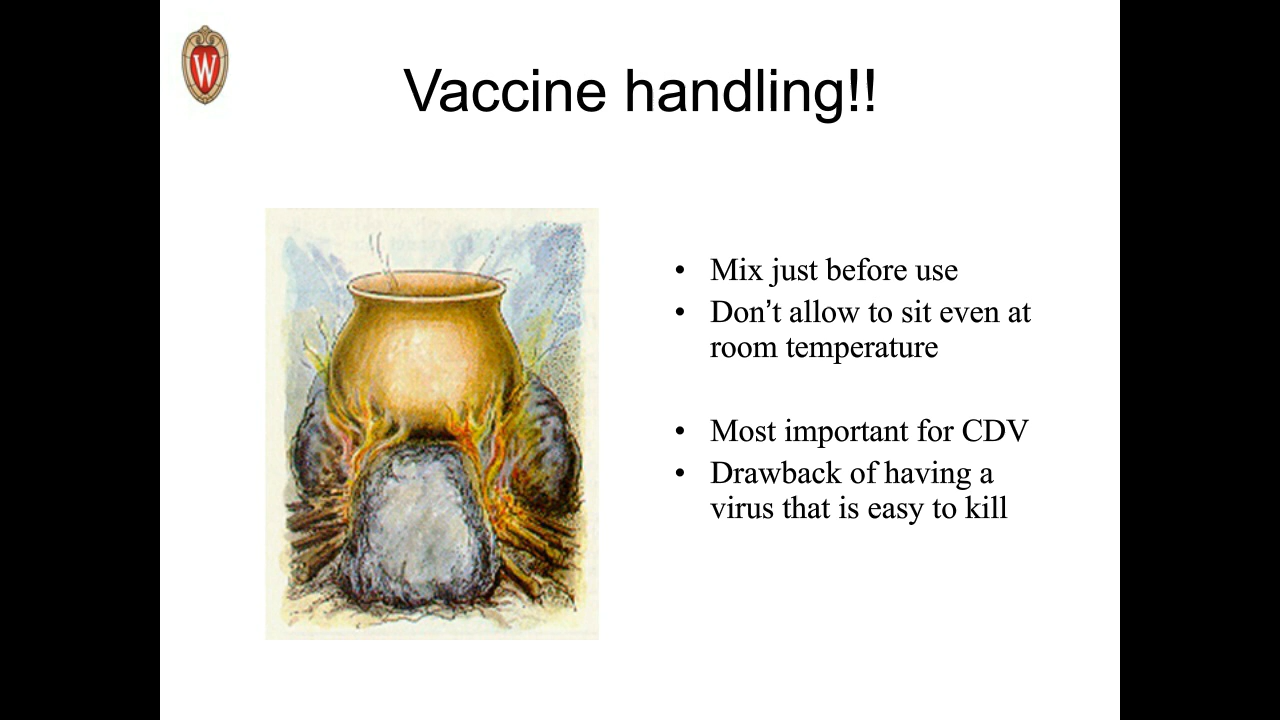 W
Vaccine handling!!
• Mix just before use
• Don’t allow to sit even at
room temperature
• Most important for CDV
• Drawback of having a
virus that is easy to kill